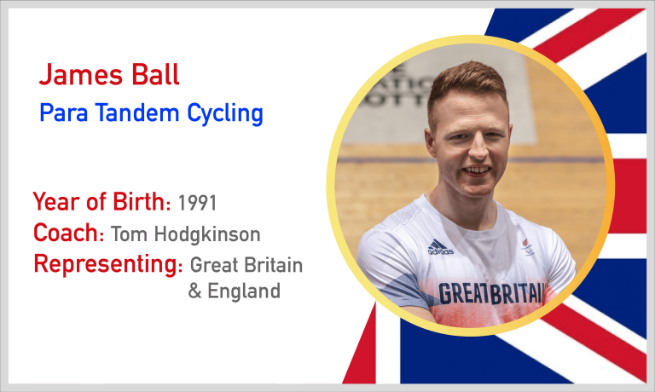 James Ball
Para Tandem Cycling
Year of Birth: 1991
Coach: Tom Hodgkinson
Representing: Great Britain
& England
adidas
GREAT BRITAIN